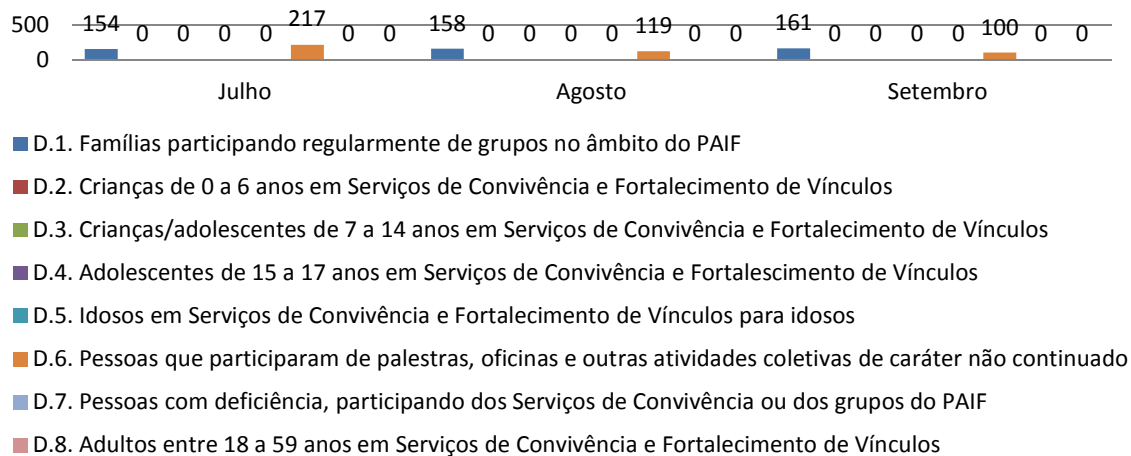 500
154 0 0 0 0 217 0 0 158 0 0 0 0 119 0 0 161 0 0 0 0 100 0 0
0
Julho Agosto Setembro
D.1. Famílias participando regularmente de grupos no âmbito do PAIF
D.2. Crianças de 0 a 6 anos em Serviços de Convivência e Fortalecimento de Vínculos
D.3. Crianças/adolescentes de 7 a 14 anos em Serviços de Convivência e Fortalecimento de Vínculos
D.4. Adolescentes de 15 a 17 anos em Serviços de Convivência e Fortalescimento de Vínculos
D.5. Idosos em Serviços de Convivência e Fortalecimento de Vínculos para idosos
D.6. Pessoas que participaram de palestras, oficinas e outras atividades coletivas de caráter não continuado
D.7. Pessoas com deficiência, participando dos Serviços de Convivência ou dos grupos do PAIF
D.8. Adultos entre 18 a 59 anos em Serviços de Convivência e Fortalecimento de Vínculos